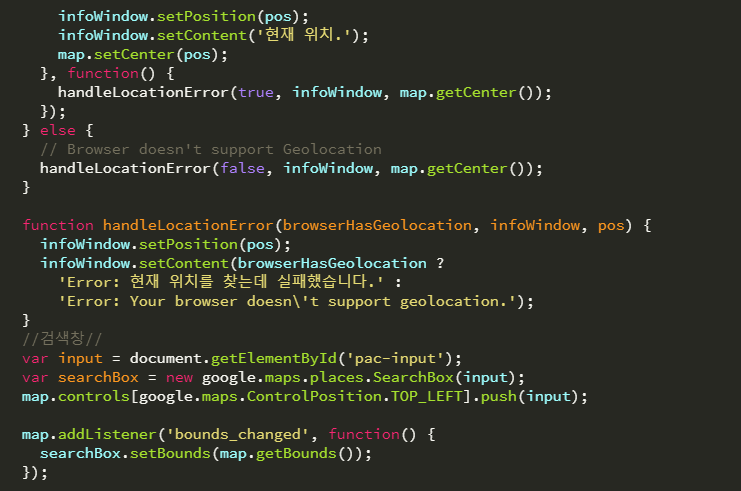 infoWindow.setPosition(pos);
infoWindow.setContent('현재 위치.');
map.setCenter(pos);
}, function() {
handleLocationError(true, infoWindow, map.getCenter());
});
} else {
// Browser doesn't support Geolocation
handleLocationError(false, infoWindow, map.getCenter());
}
function handleLocationError(browserHasGeolocation, infoWindow, pos) {
infoWindow.setPosition(pos);
infoWindow.setContent(browserHasGeolocation ?
'Error: 현재 위치를 찾는데 실패했습니다.' :
'Error: Your browser doesn\'t support geolocation.');
}
//검색창//
var input = document.getElementById('pac-input');
var searchBox = new google.maps.places.SearchBox(input);
map.controls[google.maps.ControlPosition.TOP_LEFT].push(input);
map.addListener('bounds_changed', function() {
searchBox.setBounds(map.getBounds());
});